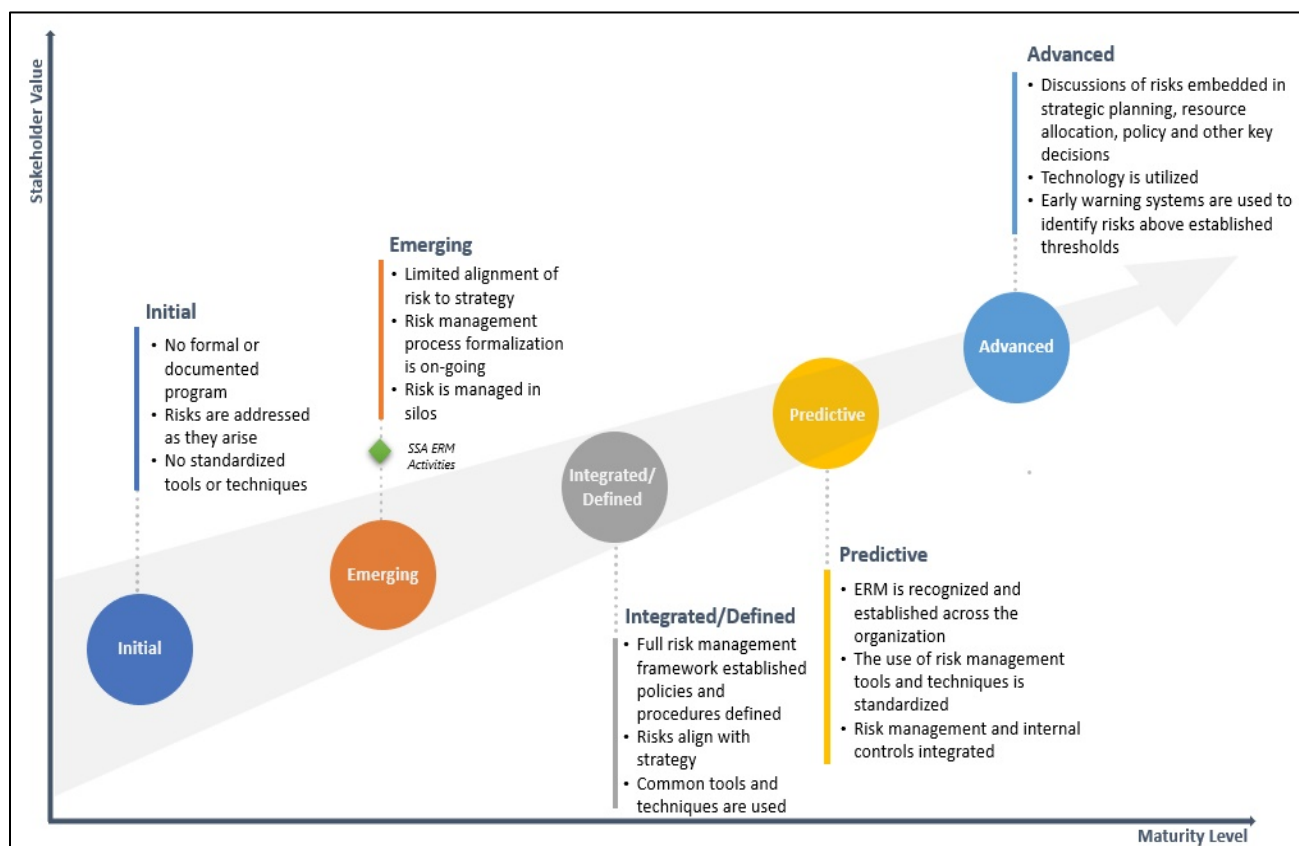 Stakeholder Value
Initial
• No formal or
documented
program
• Risks are addressed
as they arise
• No standardized
tools or techniques
Initial
Emerging
• Limited alignment of
risk to strategy
• Risk management
process formalization
is on-going
• Risk is managed in
silos
SSA ERM
Activities
Emerging
Integrated/
Defined
Integrated/Defined
• Full risk management
framework established
policies and
procedures defined
• Risks align with
strategy
• Common tools and
techniques are used
Predictive
Predictive
• ERM is recognized and
established across the
organization
• The use of risk management
tools and techniques is
standardized
• Risk management and internal
controls integrated
Advanced
• Discussions of risks embedded in
strategic planning, resource
allocation, policy and other key
decisions
• Technology is utilized
• Early warning systems are used to
identify risks above established
thresholds
Advanced
Maturity Level